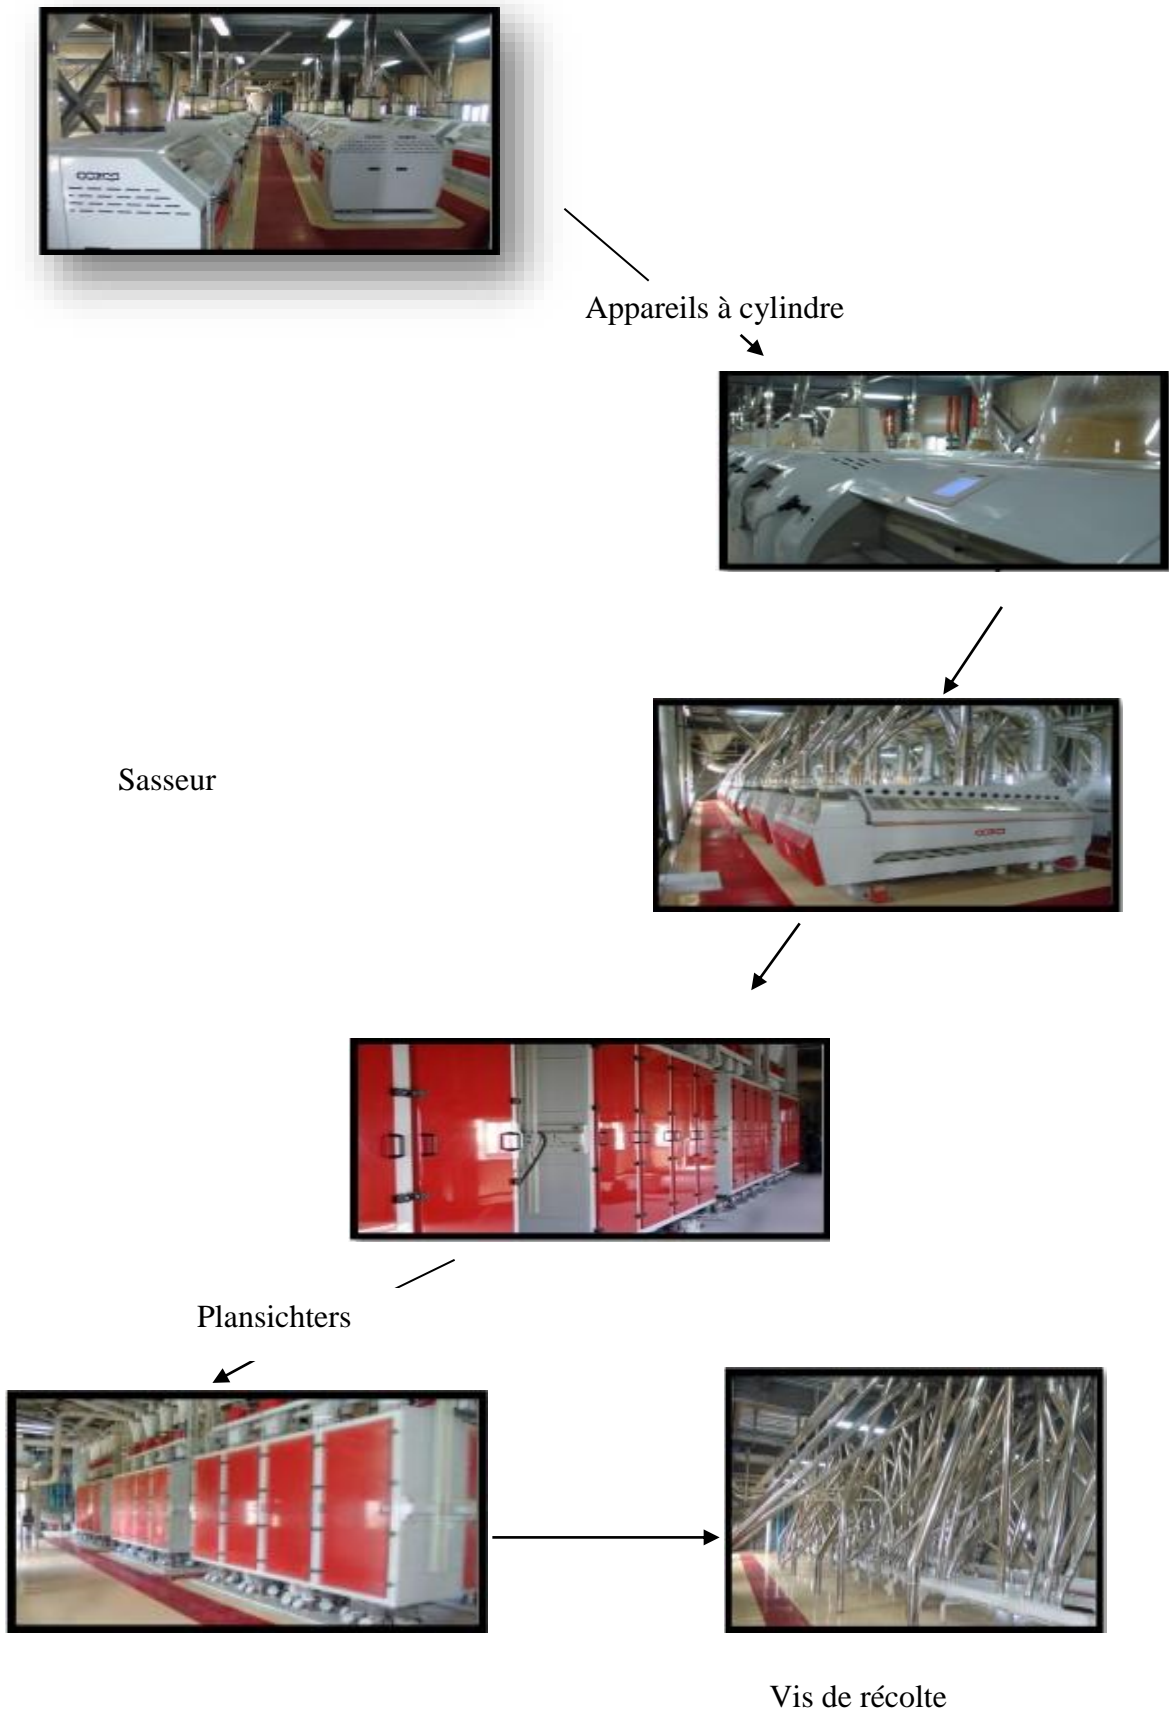 Appareils à cylindre
Sasseur
Plansichters
Vis de récolte